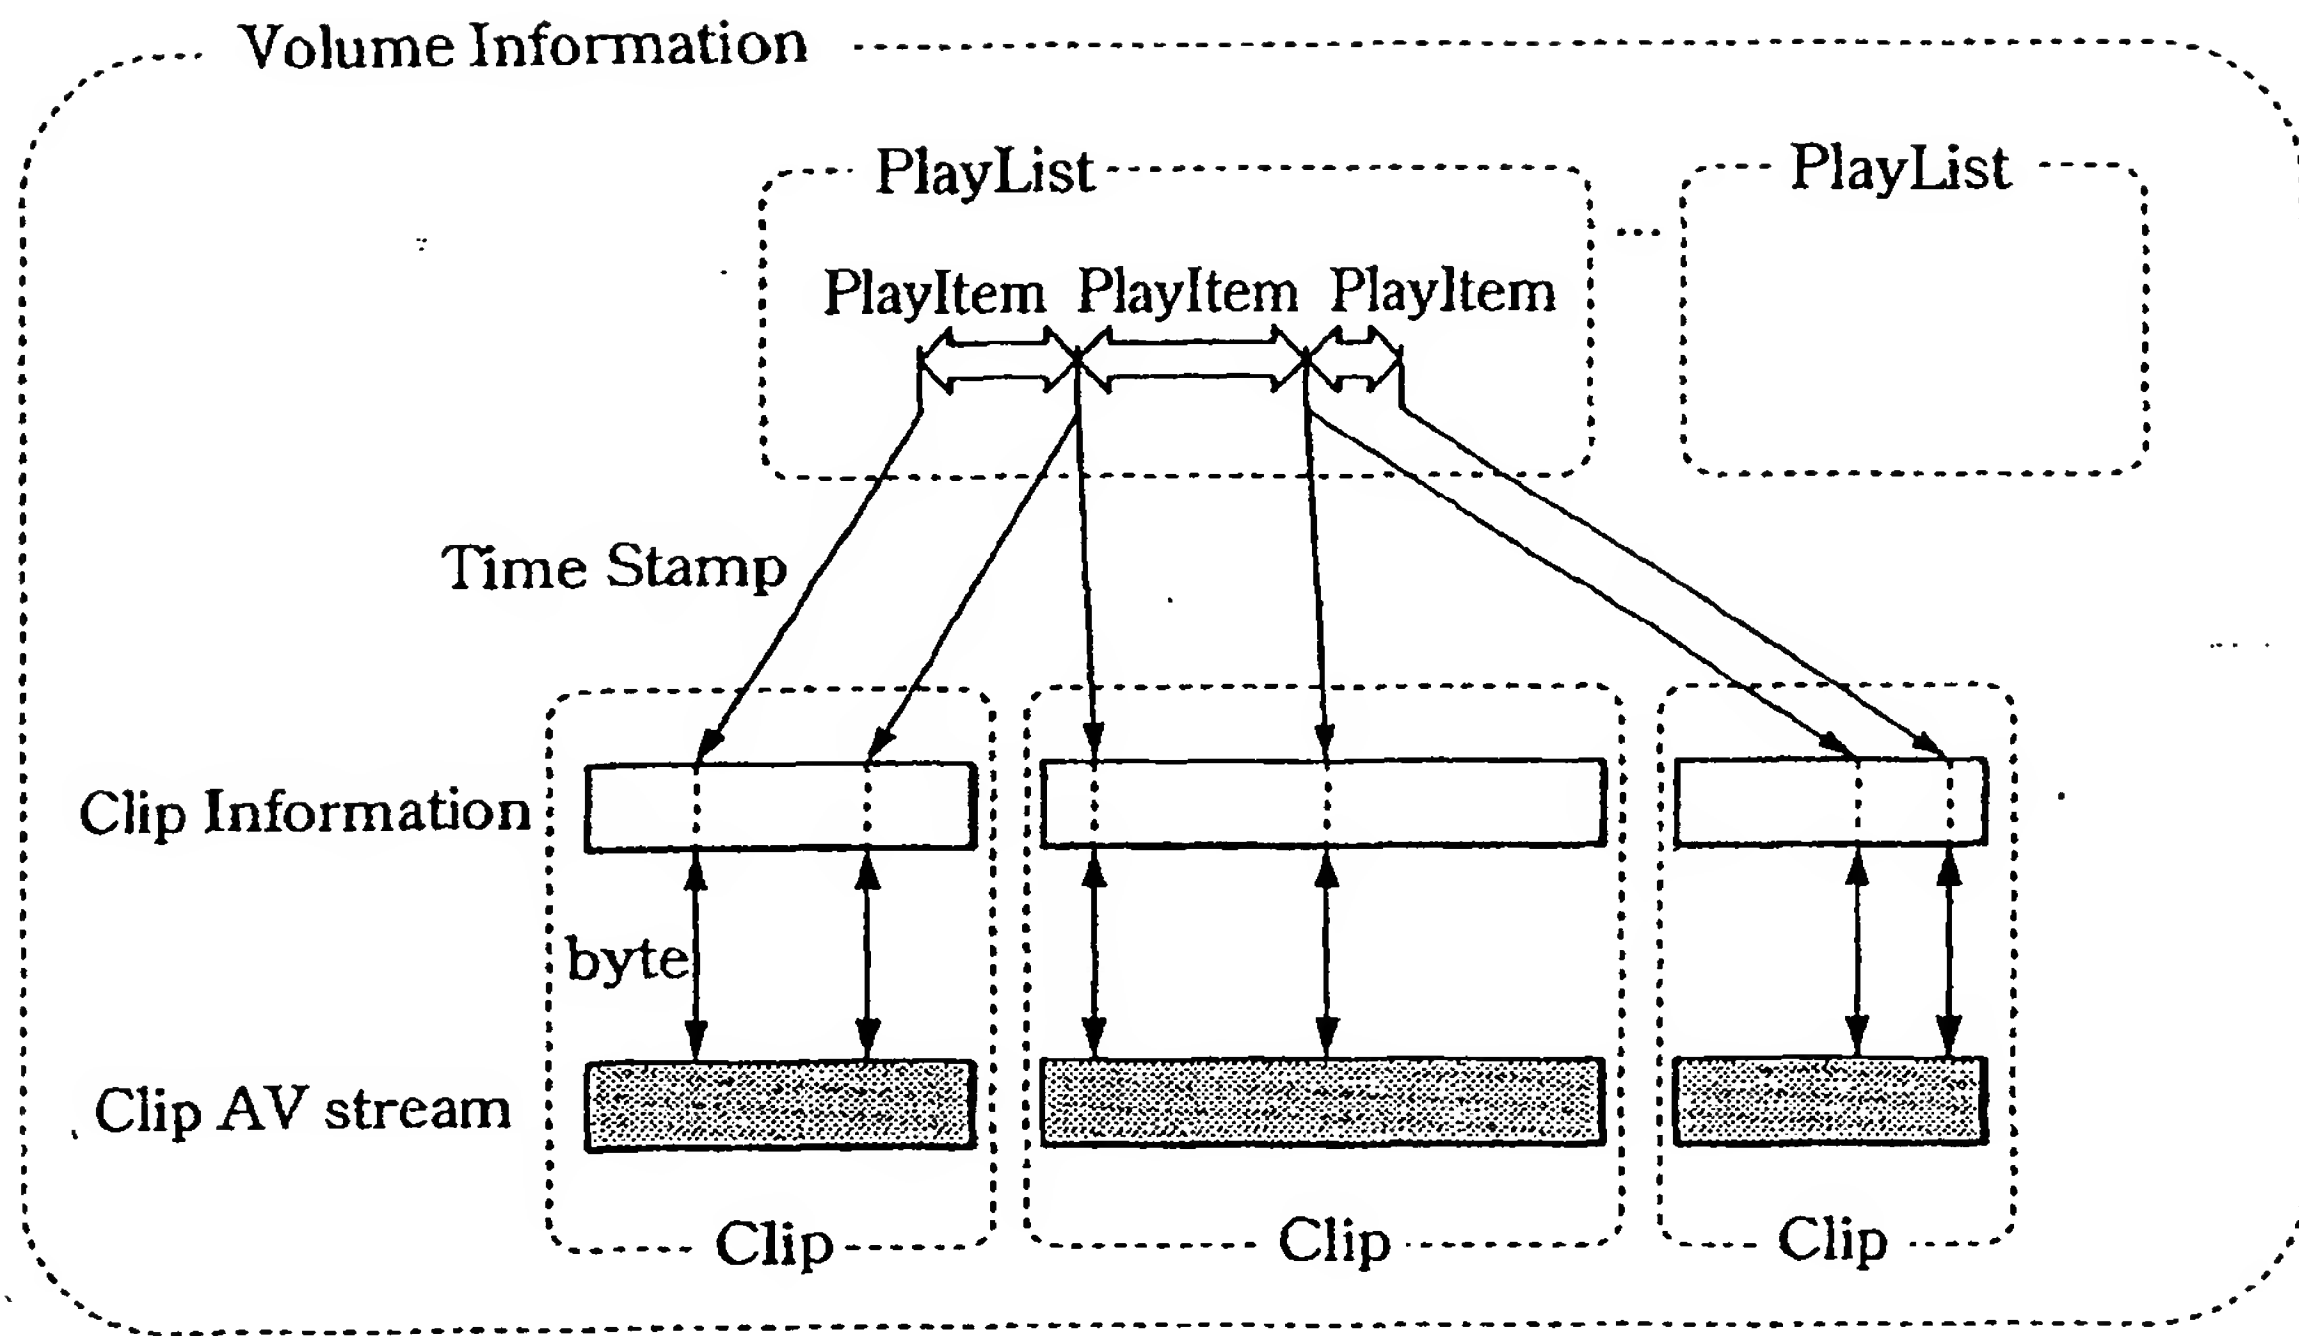 Volume Information
PlayList
PlayList
PlayItem PlayItem PlayItem
Time Stamp
Clip Information
byte
Clip AV stream
Clip
Clip
Clip